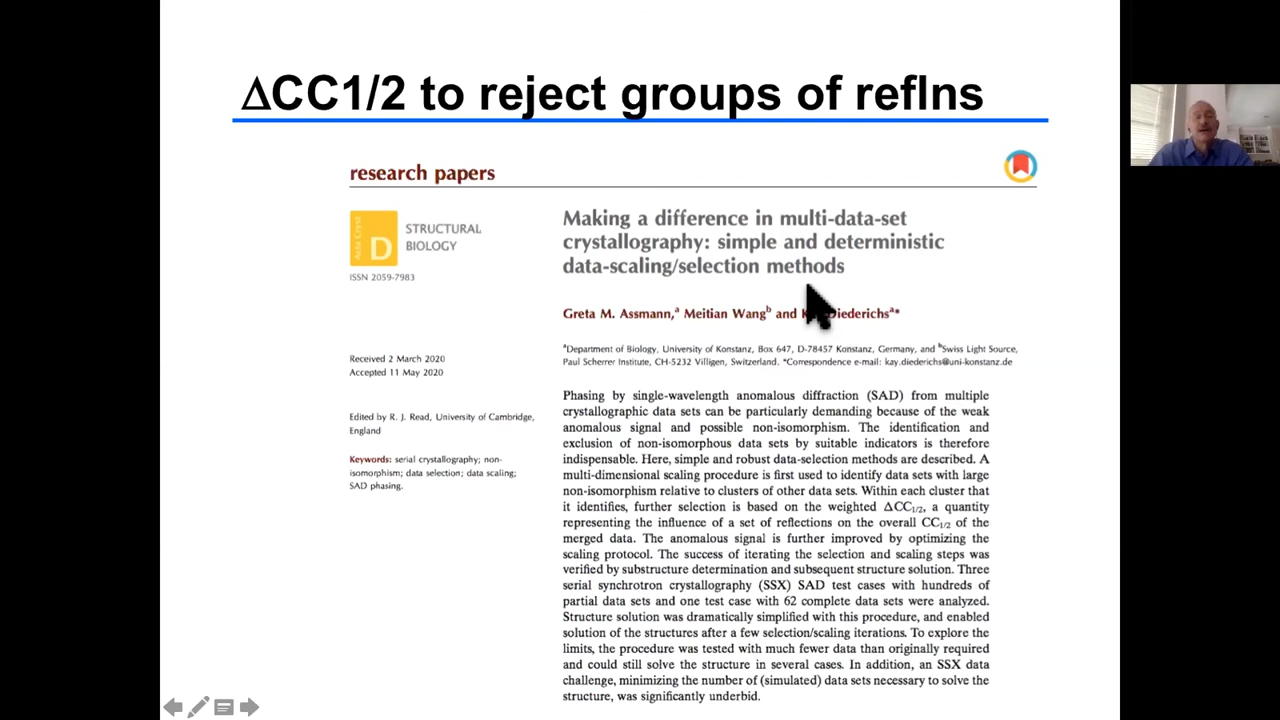 ΔCC1/2 to reject groups of reflns
research papers
Acta Cryst
D
STRUCTURAL
BIOLOGY
ISSN 2059-7983
Making a difference in multi-data-set
crystallography: simple and deterministic
data-scaling/selection methods
Greta M. Assmann,ᵃ Meitian Wangᵇ and Diederichsᵃ*
ᵃDepartment of Biology, University of Konstanz, Box 647, D-78457 Konstanz, Germany, and ᵇSwiss Light Source,
Paul Scherrer Institute, CH-5232 Villigen, Switzerland. *Correspondence e-mail: kay.diederichs@uni-konstanz.de
Received 2 March 2020
Accepted 11 May 2020
Edited by R. J. Read, University of Cambridge,
England
Keywords: serial crystallography; non-
isomorphism; data selection; data scaling;
SAD phasing.
Phasing by single-wavelength anomalous diffraction (SAD) from multiple
crystallographic data sets can be particularly demanding because of the weak
anomalous signal and possible non-isomorphism. The identification and
exclusion of non-isomorphous data sets by suitable indicators is therefore
indispensable. Here, simple and robust data-selection methods are described. A
multi-dimensional scaling procedure is first used to identify data sets with large
non-isomorphism relative to clusters of other data sets. Within each cluster that
it identifies, further selection is based on the weighted ΔCC₁/₂, a quantity
representing the influence of a set of reflections on the overall CC₁/₂ of the
merged data. The anomalous signal is further improved by optimizing the
scaling protocol. The success of iterating the selection and scaling steps was
verified by substructure determination and subsequent structure solution. Three
serial synchrotron crystallography (SSX) SAD test cases with hundreds of
partial data sets and one test case with 62 complete data sets were analyzed.
Structure solution was dramatically simplified with this procedure, and enabled
solution of the structures after a few selection/scaling iterations. To explore the
limits, the procedure was tested with much fewer data than originally required
and could still solve the structure in several cases. In addition, an SSX data
challenge, minimizing the number of (simulated) data sets necessary to solve the
structure, was significantly underbid.